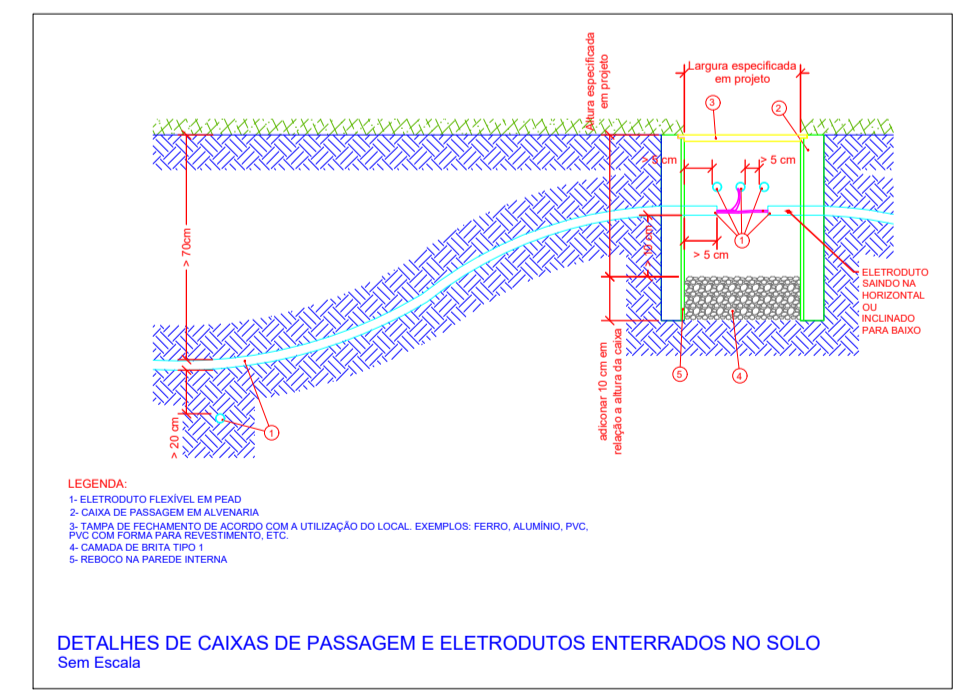 Altura especificada
em projeto
Largura especificada
em projeto
3
2
> 5 cm
> 5 cm
> 70cm
> 10 cm
1
> 5 cm
ELETRODUTO
SAINDO NA
HORIZONTAL
OU
INCLINADO
PARA BAIXO
5
4
adiconar 10 cm em
relação a altura da caixa
> 20 cm
1
LEGENDA:
1- ELETRODUTO FLEXÍVEL EM PEAD
2- CAIXA DE PASSAGEM EM ALVENARIA
3- TAMPA DE FECHAMENTO DE ACORDO COM A UTILIZAÇÃO DO LOCAL. EXEMPLOS: FERRO, ALUMÍNIO, PVC,
PVC COM FORMA PARA REVESTIMENTO, ETC.
4- CAMADA DE BRITA TIPO 1
5- REBOCO NA PAREDE INTERNA
DETALHES DE CAIXAS DE PASSAGEM E ELETRODUTOS ENTERRADOS NO SOLO
Sem Escala